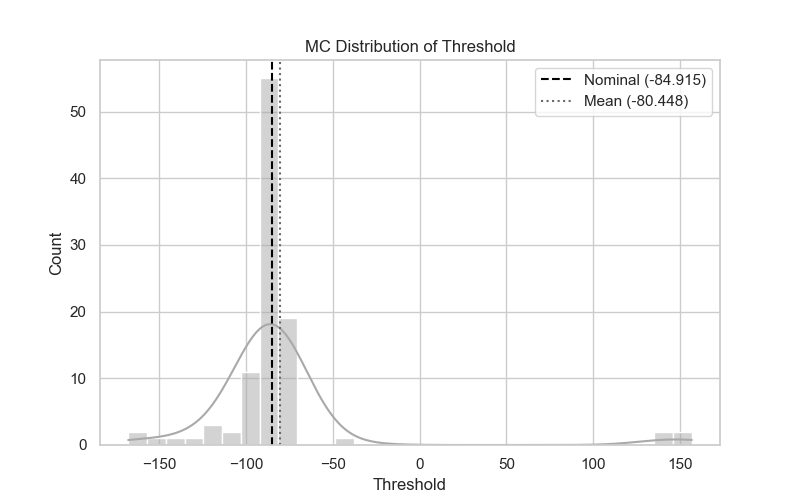 MC Distribution of Threshold
Nominal (-84.915)
Mean (-80.448)
Count
50
40
30
20
10
0
−150
−100
−50
0
50
100
150
Threshold